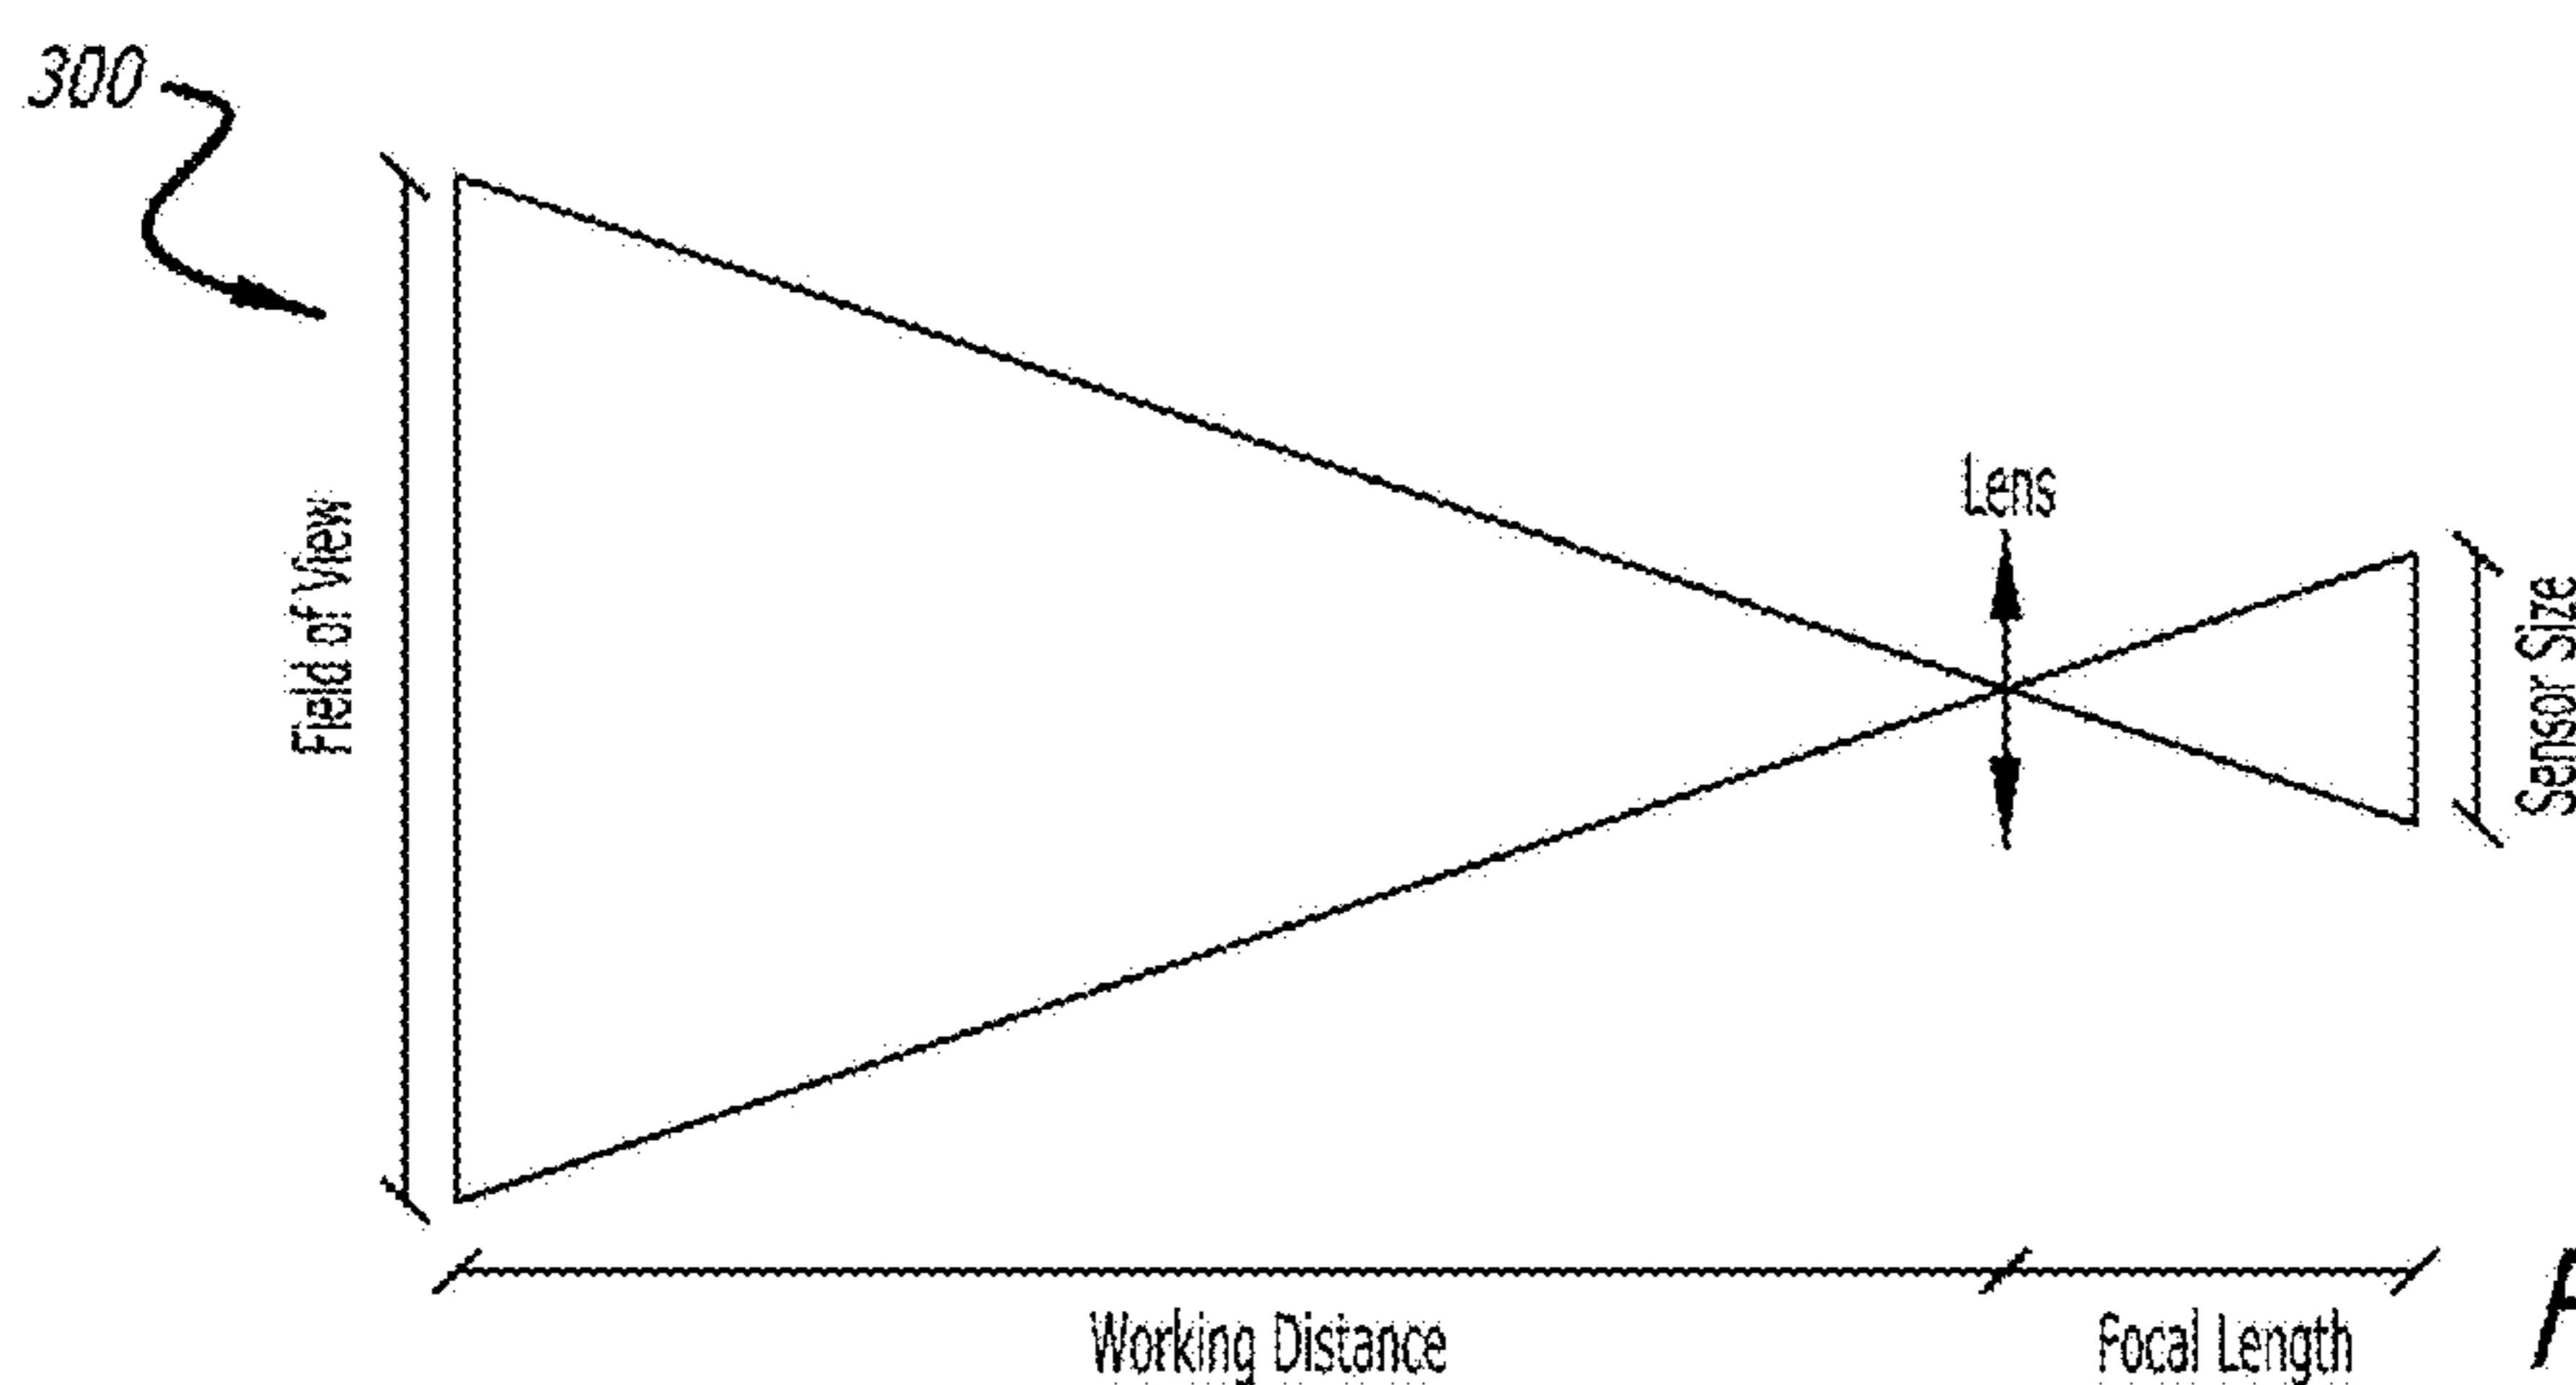 300
Lens
Field of View
Sensor Size
Working Distance
Focal Length